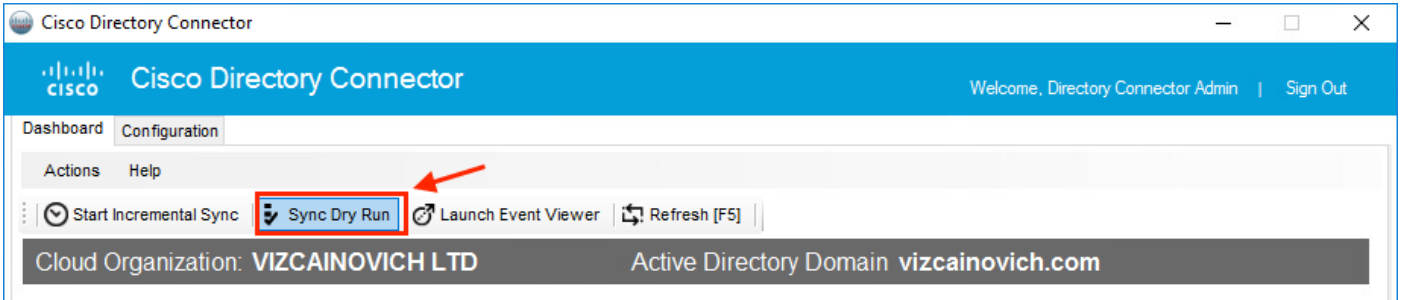 Cisco Directory Connector
CISCO Cisco Directory Connector Welcome, Directory Connector Admin | Sign Out
Dashboard Configuration
Actions Help
Start Incremental Sync Sync Dry Run Launch Event Viewer Refresh [F5]
Cloud Organization: VIZCAINOVICH LTD Active Directory Domain vizcainovich.com